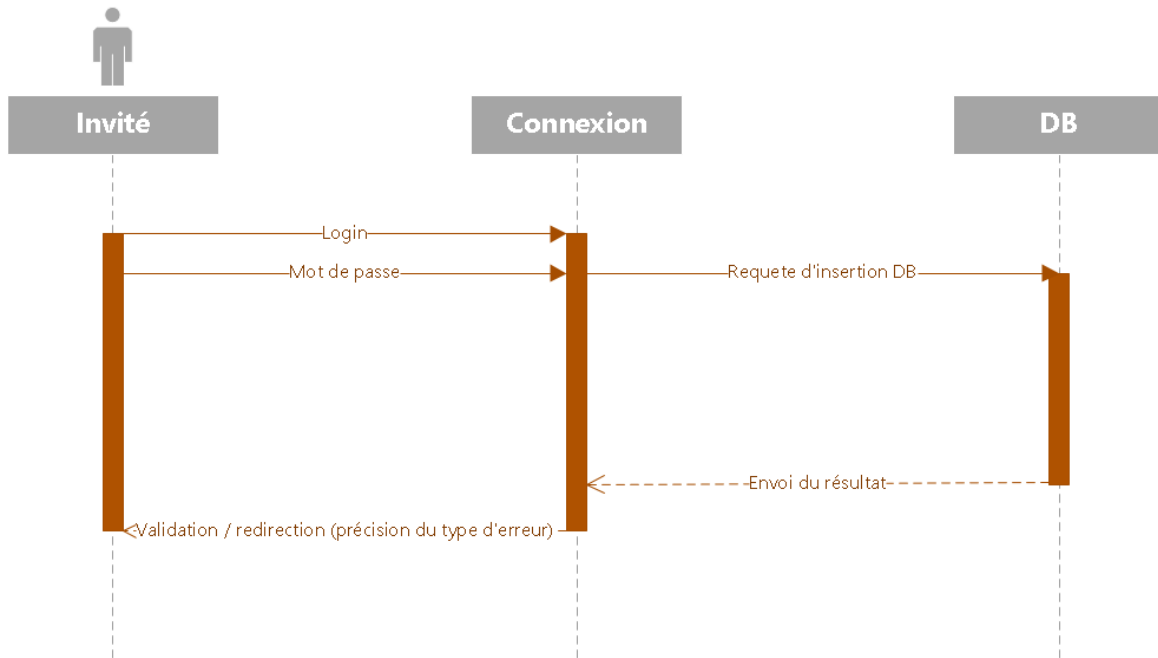 Invité
Connexion
DB
Login
Mot de passe
Requete d'insertion DB
Envoi du résultat
Validation / redirection (précision du type d'erreur)